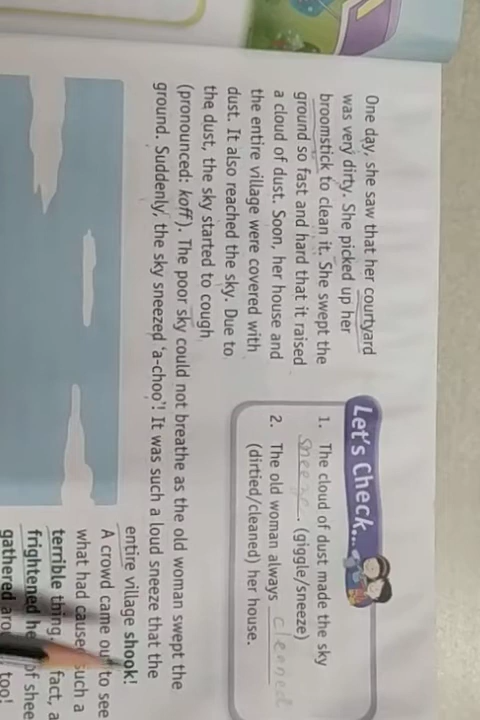 One day, she saw that her courtyard
was very dirty. She picked up her
broomstick to clean it. She swept the
ground so fast and hard that it raised
a cloud of dust. Soon, her house and
the entire village were covered with
dust. It also reached the sky. Due to
the dust, the sky started to cough
(pronounced: koff). The poor sky could not breathe as the old woman swept the
ground. Suddenly, the sky sneezed 'a-choo'! It was such a loud sneeze that the
entire village shook!
A crowd came out to see
what had caused such a
terrible thing. fact, a
frightened of shee
gathered too!
Let's Check...
1. The cloud of dust made the sky
sneeze. (giggle/sneeze)
2. The old woman always cleaned
(dirtied/cleaned) her house.